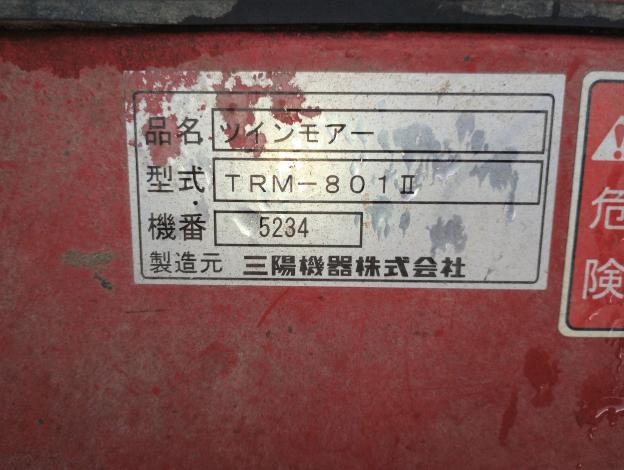 品名 ツインモアー
型式 TRM-801Ⅱ
機番 5234
製造元 三陽機器株式会社
危
険